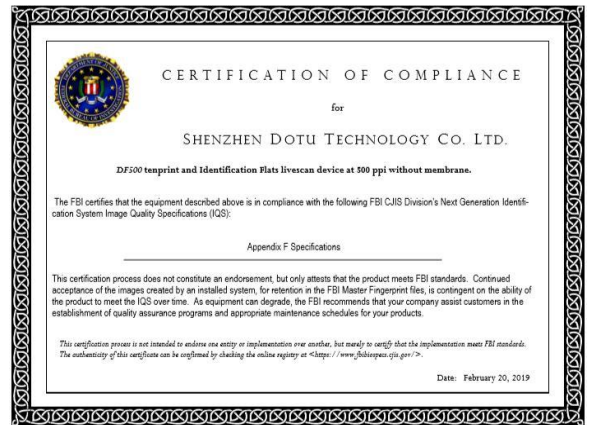 CERTIFICATION OF COMPLIANCE
for
SHENZHEN DOTU TECHNOLOGY CO. LTD.
DF500 tenprint and Identification Flats livescan device at 500 ppi without membrane.
The FBI certifies that the equipment described above is in compliance with the following FBI CJIS Division's Next Generation Identifi-
cation System Image Quality Specifications (IQS):
Appendix F Specifications
This certification process does not constitute an endorsement, but only attests that the product meets FBI standards. Continued
acceptance of the images created by an installed system, for retention in the FBI Master Fingerprint files, is contingent on the ability of
the product to meet the IQS over time. As equipment can degrade, the FBI recommends that your company assist customers in the
establishment of quality assurance programs and appropriate maintenance schedules for your products.
This certification process is not intended to endorse one entity or implementation over another, but merely to certify that the implementation meets FBI standards.
The authenticity of this certificate can be confirmed by checking the online registry at <https://www.fbibiospecs.cjis.gov/>.
Date: February 20, 2019